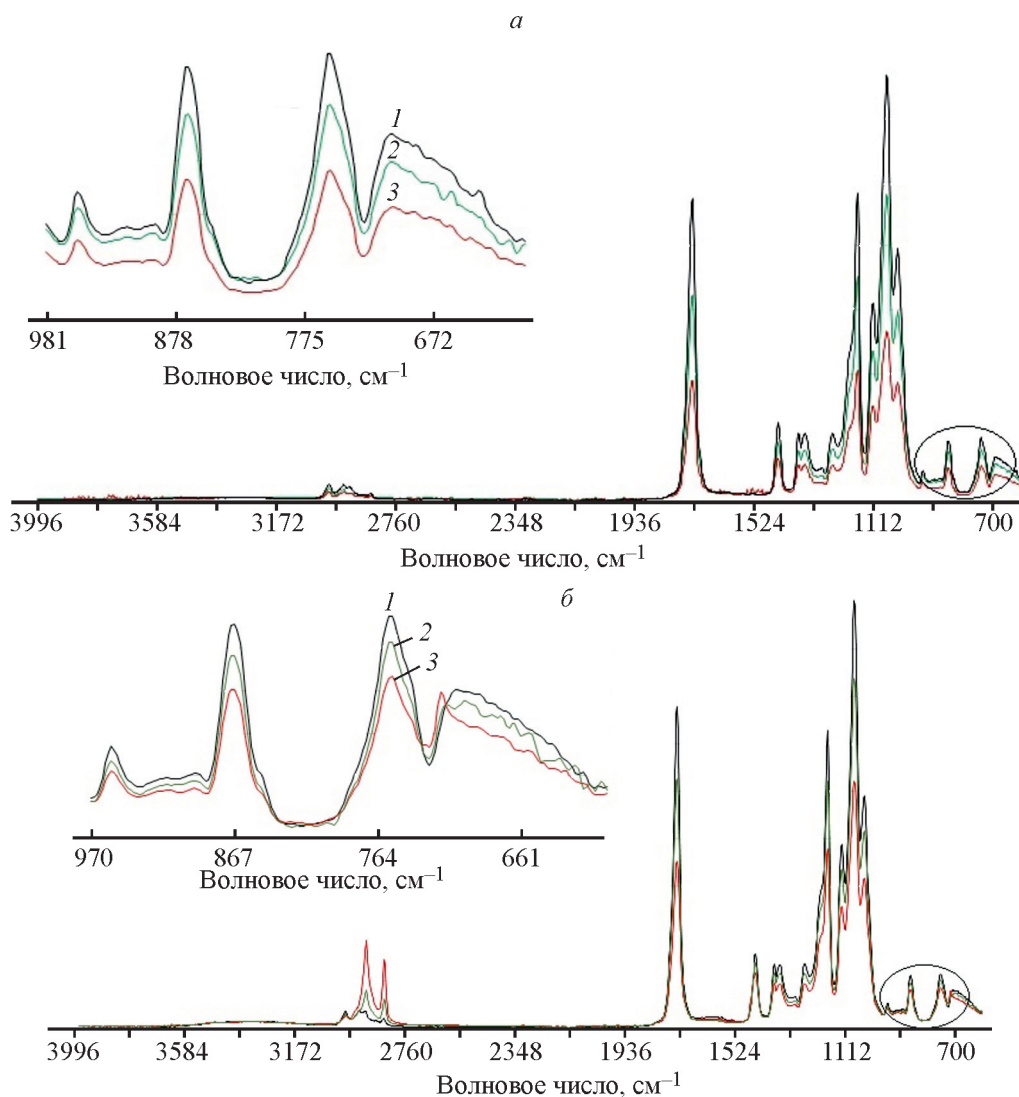 а
1
2
3
981 878 775 672
Волновое число, см–1
3996 3584 3172 2760 2348 1936 1524 1112 700
Волновое число, см–1
б
1
2
3
970 867 764 661
Волновое число, см–1
3996 3584 3172 2760 2348 1936 1524 1112 700
Волновое число, см–1